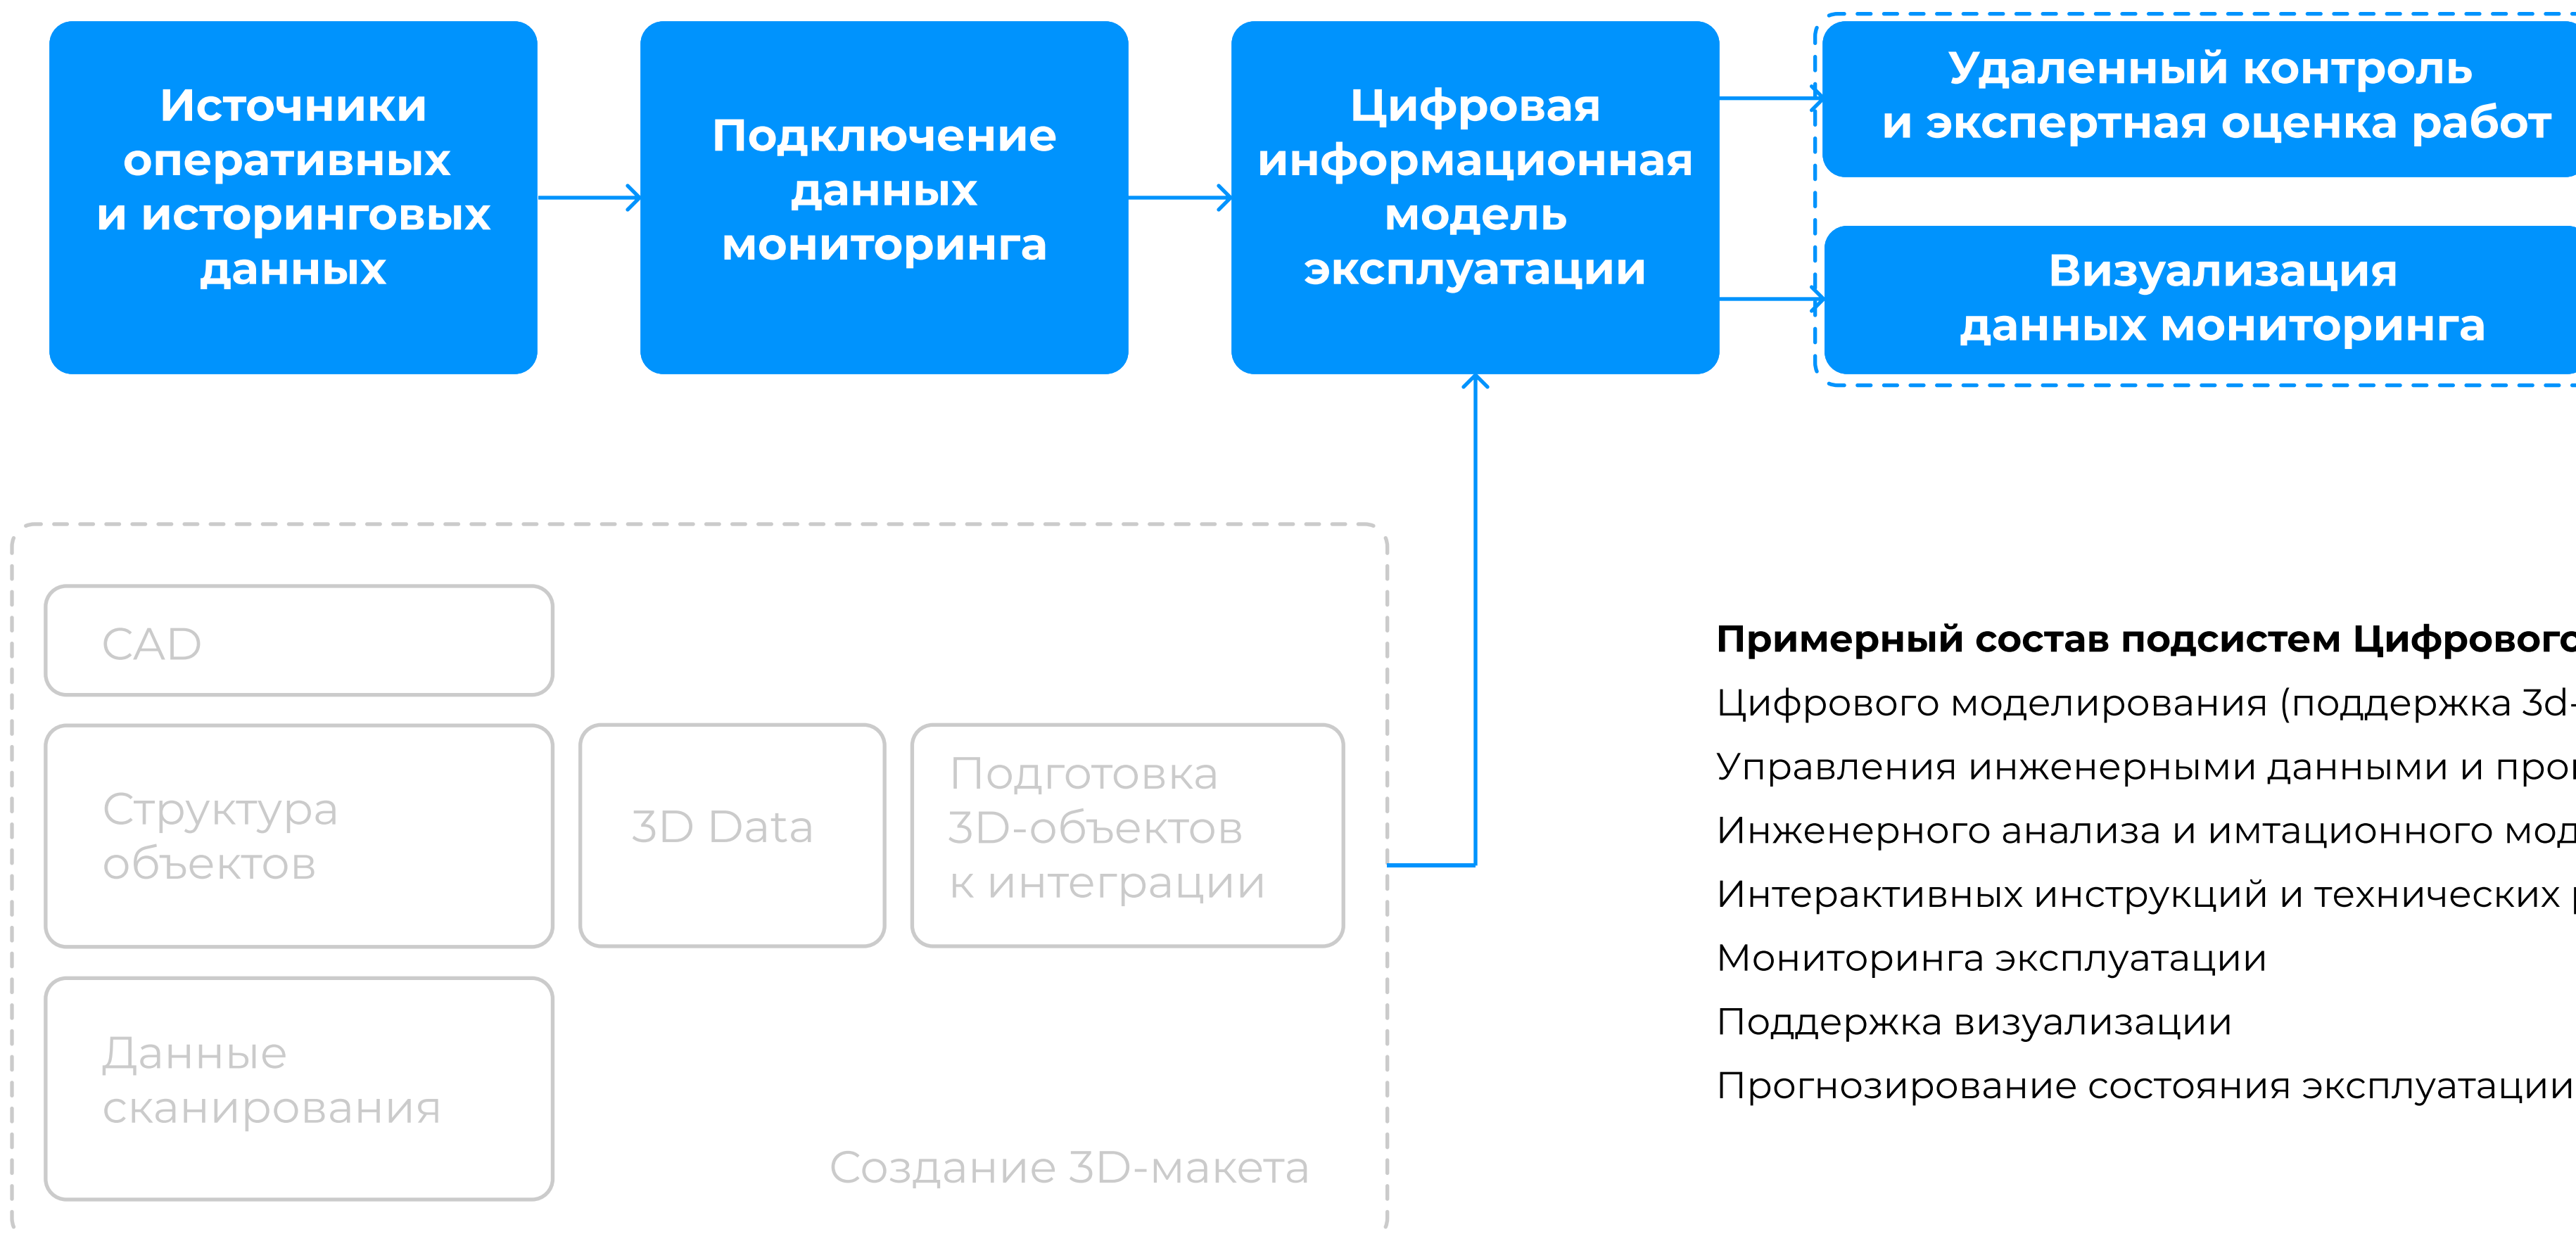 Источники
оперативных
и историнговых
данных
Подключение
данных
мониторинга
Цифровая
информационная
модель
эксплуатации
Удаленный контроль
и экспертная оценка работ
Визуализация
данных мониторинга
CAD
Структура
объектов
Данные
сканирования
3D Data
Подготовка
3D-объектов
к интеграции
Создание 3D-макета
Примерный состав подсистем Цифрового
Цифрового моделирования (поддержка 3d-
Управления инженерными данными и
Инженерного анализа и имтационного
Интерактивных инструкций и технических
Мониторинга эксплуатации
Поддержка визуализации
Прогнозирование состояния эксплуатации